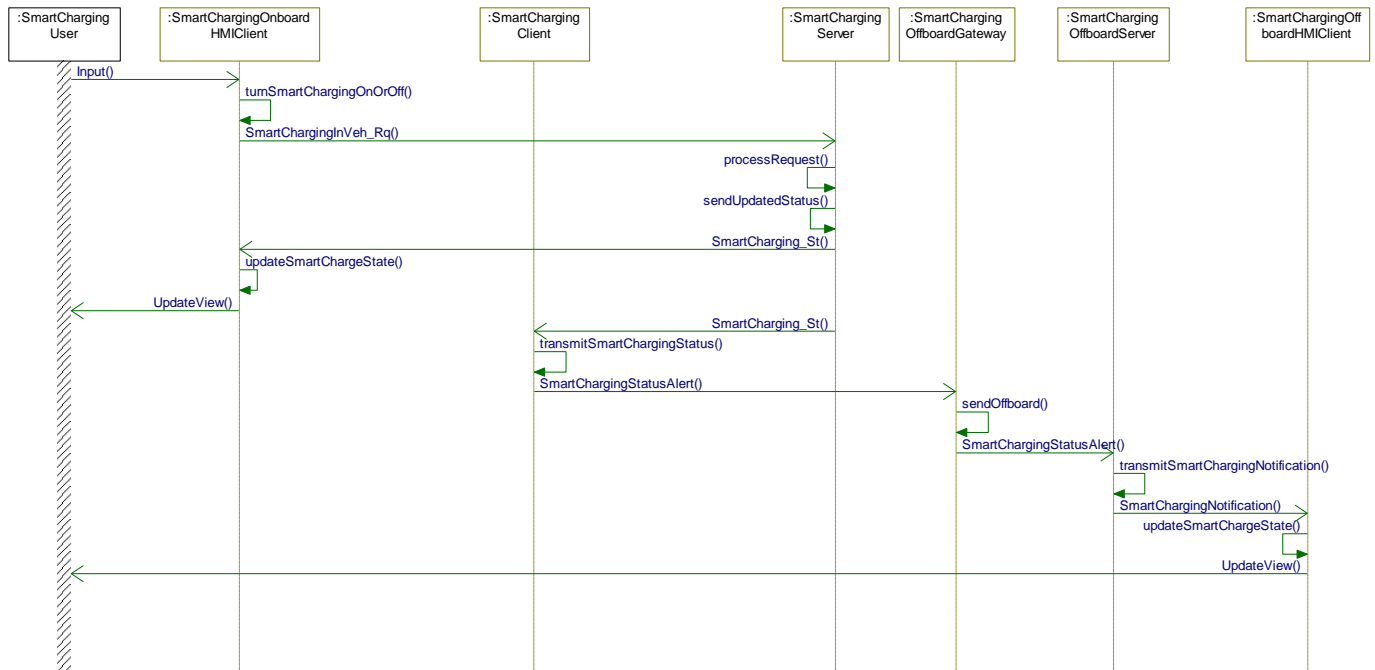 :SmartCharging
User
:SmartChargingOnboard
HMIClient
:SmartCharging
Client
:SmartCharging
Server
:SmartCharging
OffboardGateway
:SmartCharging
OffboardServer
:SmartChargingOff
boardHMIClient
Input()
turnSmartChargingOnOrOff()
SmartChargingInVeh_Rq()
processRequest()
sendUpdatedStatus()
SmartCharging_St()
updateSmartChargeState()
UpdateView()
SmartCharging_St()
transmitSmartChargingStatus()
SmartChargingStatusAlert()
sendOffboard()
SmartChargingStatusAlert()
transmitSmartChargingNotification()
SmartChargingNotification()
updateSmartChargeState()
UpdateView()